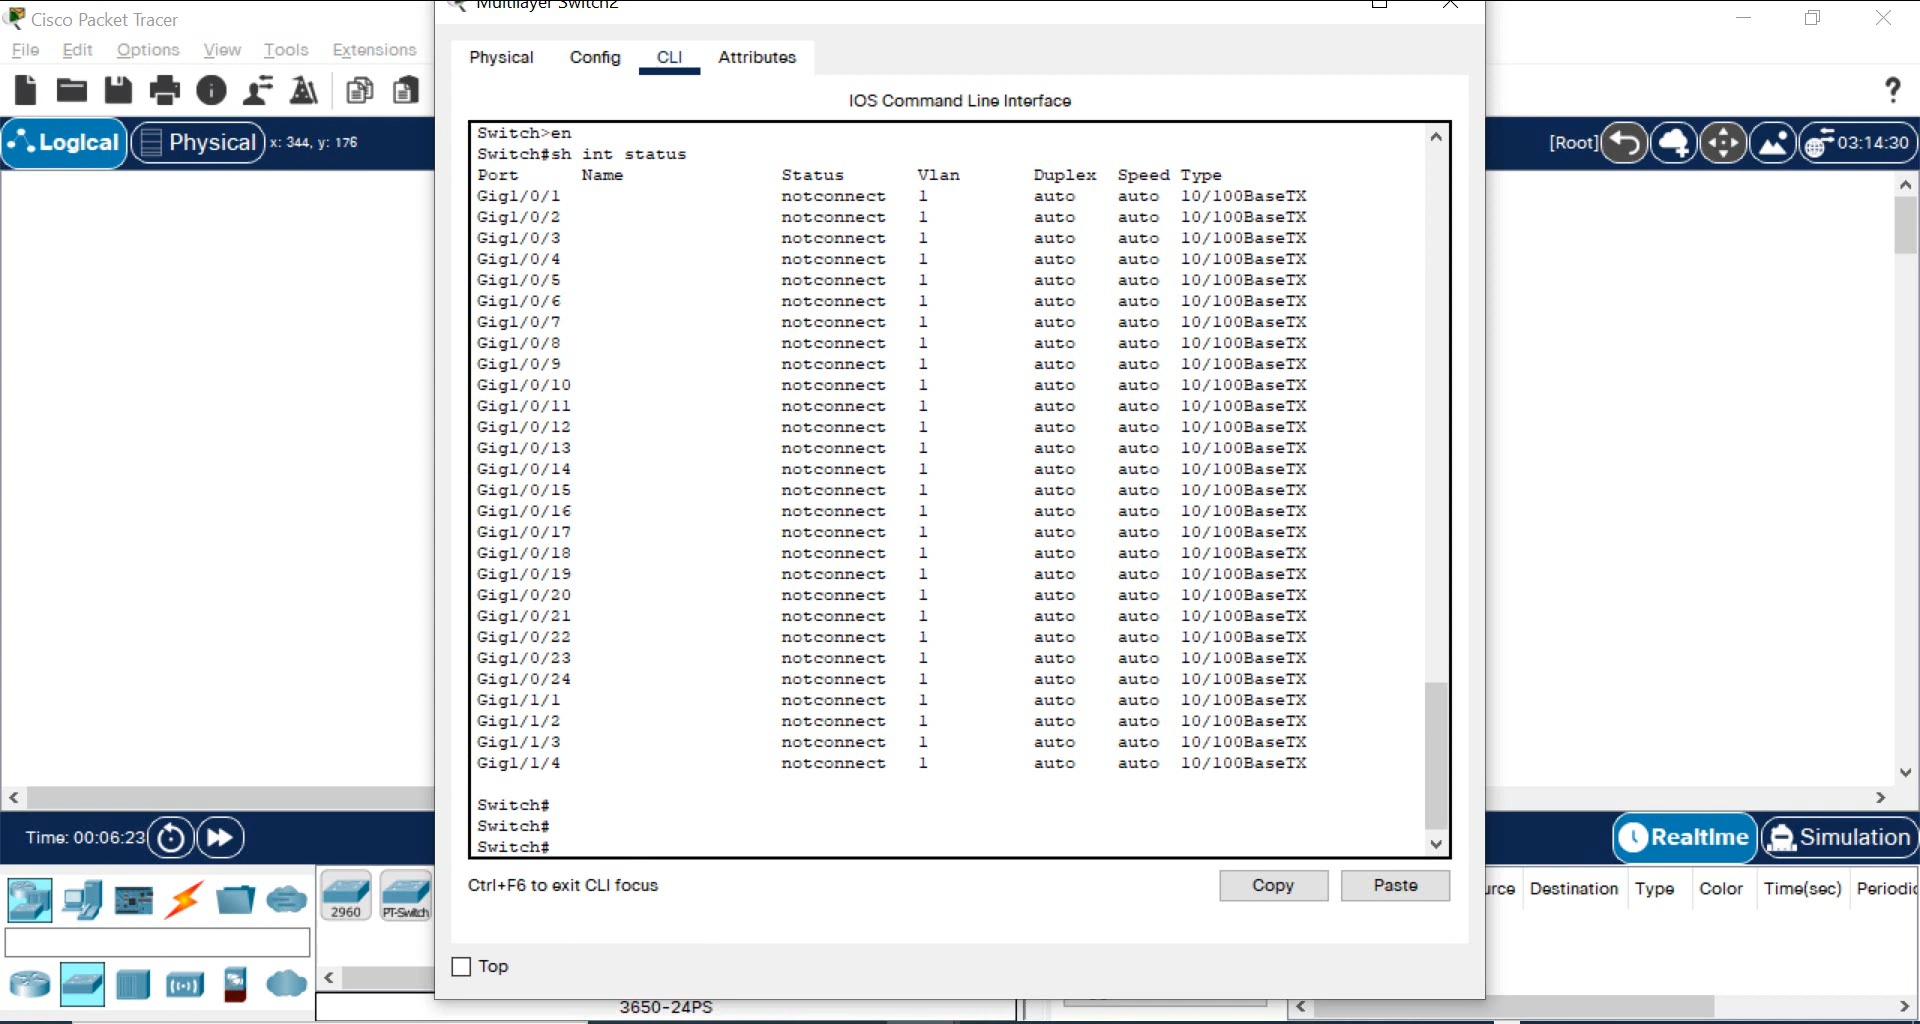 Cisco Packet Tracer
File Edit Options View Tools Extensions
Logical Physical x: 344, y: 176
[Root] 03:14:30
Multilayer Switch2
Physical Config CLI Attributes
IOS Command Line Interface
Switch>en
Switch#sh int status
Port Name Status Vlan Duplex Speed Type
Gig1/0/1 notconnect 1 auto auto 10/100BaseTX
Gig1/0/2 notconnect 1 auto auto 10/100BaseTX
Gig1/0/3 notconnect 1 auto auto 10/100BaseTX
Gig1/0/4 notconnect 1 auto auto 10/100BaseTX
Gig1/0/5 notconnect 1 auto auto 10/100BaseTX
Gig1/0/6 notconnect 1 auto auto 10/100BaseTX
Gig1/0/7 notconnect 1 auto auto 10/100BaseTX
Gig1/0/8 notconnect 1 auto auto 10/100BaseTX
Gig1/0/9 notconnect 1 auto auto 10/100BaseTX
Gig1/0/10 notconnect 1 auto auto 10/100BaseTX
Gig1/0/11 notconnect 1 auto auto 10/100BaseTX
Gig1/0/12 notconnect 1 auto auto 10/100BaseTX
Gig1/0/13 notconnect 1 auto auto 10/100BaseTX
Gig1/0/14 notconnect 1 auto auto 10/100BaseTX
Gig1/0/15 notconnect 1 auto auto 10/100BaseTX
Gig1/0/16 notconnect 1 auto auto 10/100BaseTX
Gig1/0/17 notconnect 1 auto auto 10/100BaseTX
Gig1/0/18 notconnect 1 auto auto 10/100BaseTX
Gig1/0/19 notconnect 1 auto auto 10/100BaseTX
Gig1/0/20 notconnect 1 auto auto 10/100BaseTX
Gig1/0/21 notconnect 1 auto auto 10/100BaseTX
Gig1/0/22 notconnect 1 auto auto 10/100BaseTX
Gig1/0/23 notconnect 1 auto auto 10/100BaseTX
Gig1/0/24 notconnect 1 auto auto 10/100BaseTX
Gig1/1/1 notconnect 1 auto auto 10/100BaseTX
Gig1/1/2 notconnect 1 auto auto 10/100BaseTX
Gig1/1/3 notconnect 1 auto auto 10/100BaseTX
Gig1/1/4 notconnect 1 auto auto 10/100BaseTX
Switch#
Switch#
Switch#
Ctrl+F6 to exit CLI focus
Copy Paste
Top
Time: 00:06:23
Realtime Simulation
2960 PT-Switch
urce Destination Type Color Time(sec) Periodic
3650-24PS